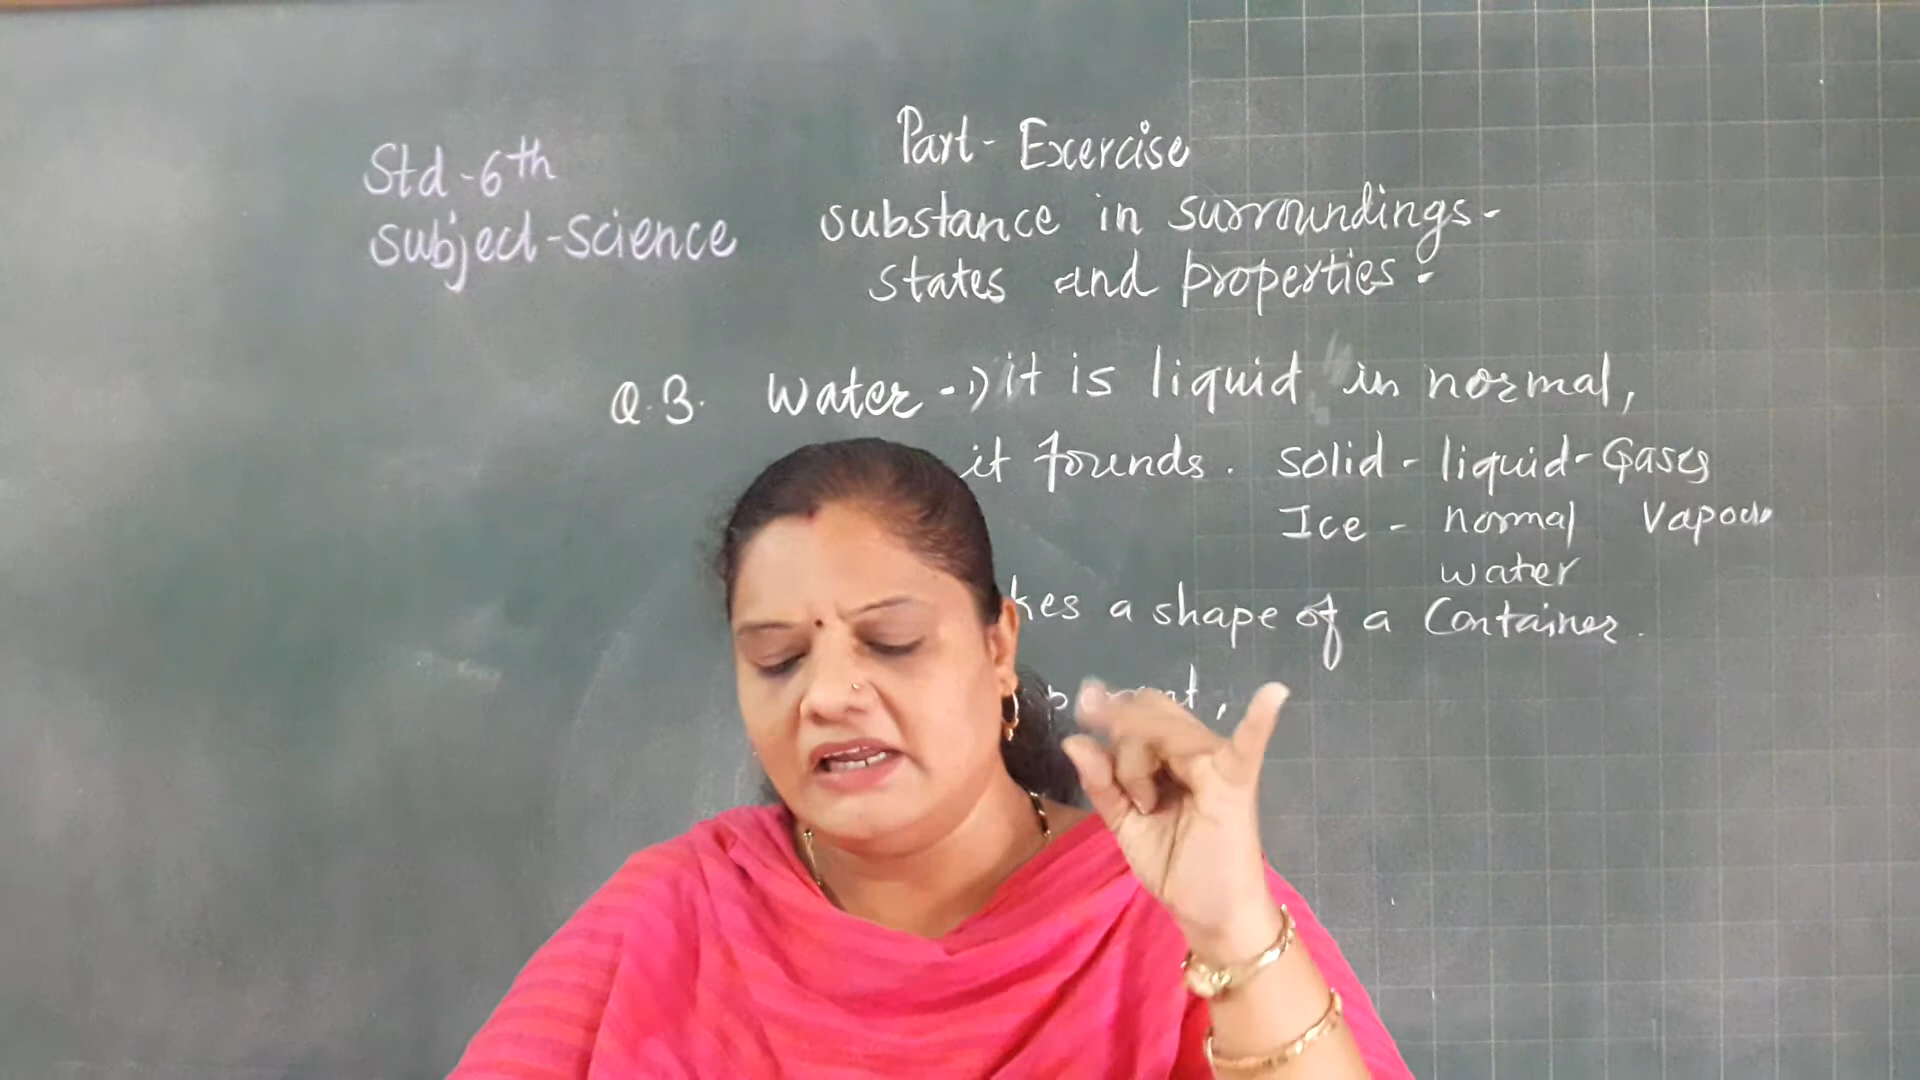 Std-6th
Subject-Science
Part-Exercise
substance in surroundings-
states and properties.
Q.3. Water - 1) it is liquid in normal,
it founds. Solid - liquid - Gases
Ice - normal Vapour
water
kes a shape of a Container.